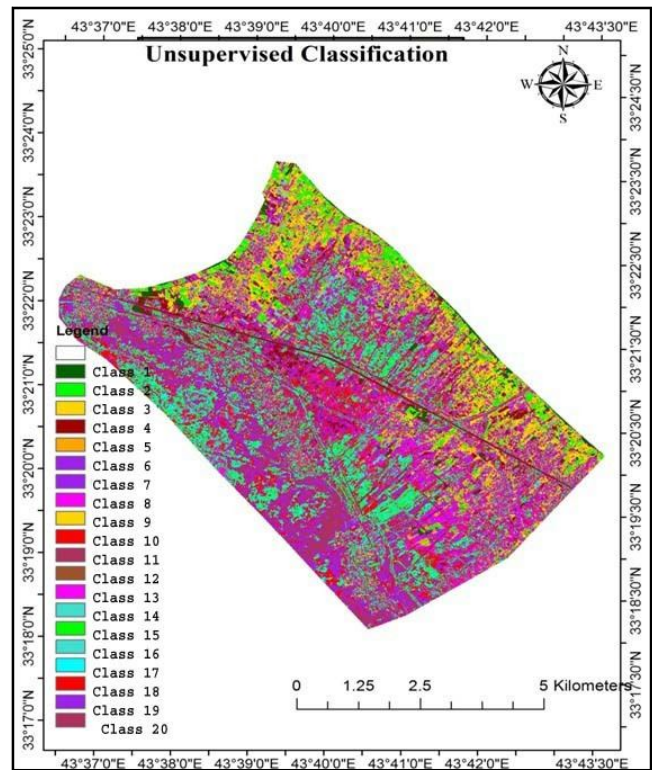 43°37'0"E 43°38'0"E 43°39'0"E 43°40'0"E 43°41'0"E 43°42'0"E 43°43'30"E
Unsupervised Classification
N
W E
S
33°25'0"N
33°24'0"N
33°23'0"N
33°22'0"N
33°21'0"N
33°20'0"N
33°19'0"N
33°18'0"N
33°17'0"N
33°24'30"N
33°23'30"N
33°22'30"N
33°21'30"N
33°20'30"N
33°19'30"N
33°18'30"N
33°17'30"N
Legend
Class 1
Class 2
Class 3
Class 4
Class 5
Class 6
Class 7
Class 8
Class 9
Class 10
Class 11
Class 12
Class 13
Class 14
Class 15
Class 16
Class 17
Class 18
Class 19
Class 20
0 1.25 2.5 5 Kilometers
43°37'0"E 43°38'0"E 43°39'0"E 43°40'0"E 43°41'0"E 43°42'0"E 43°43'30"E